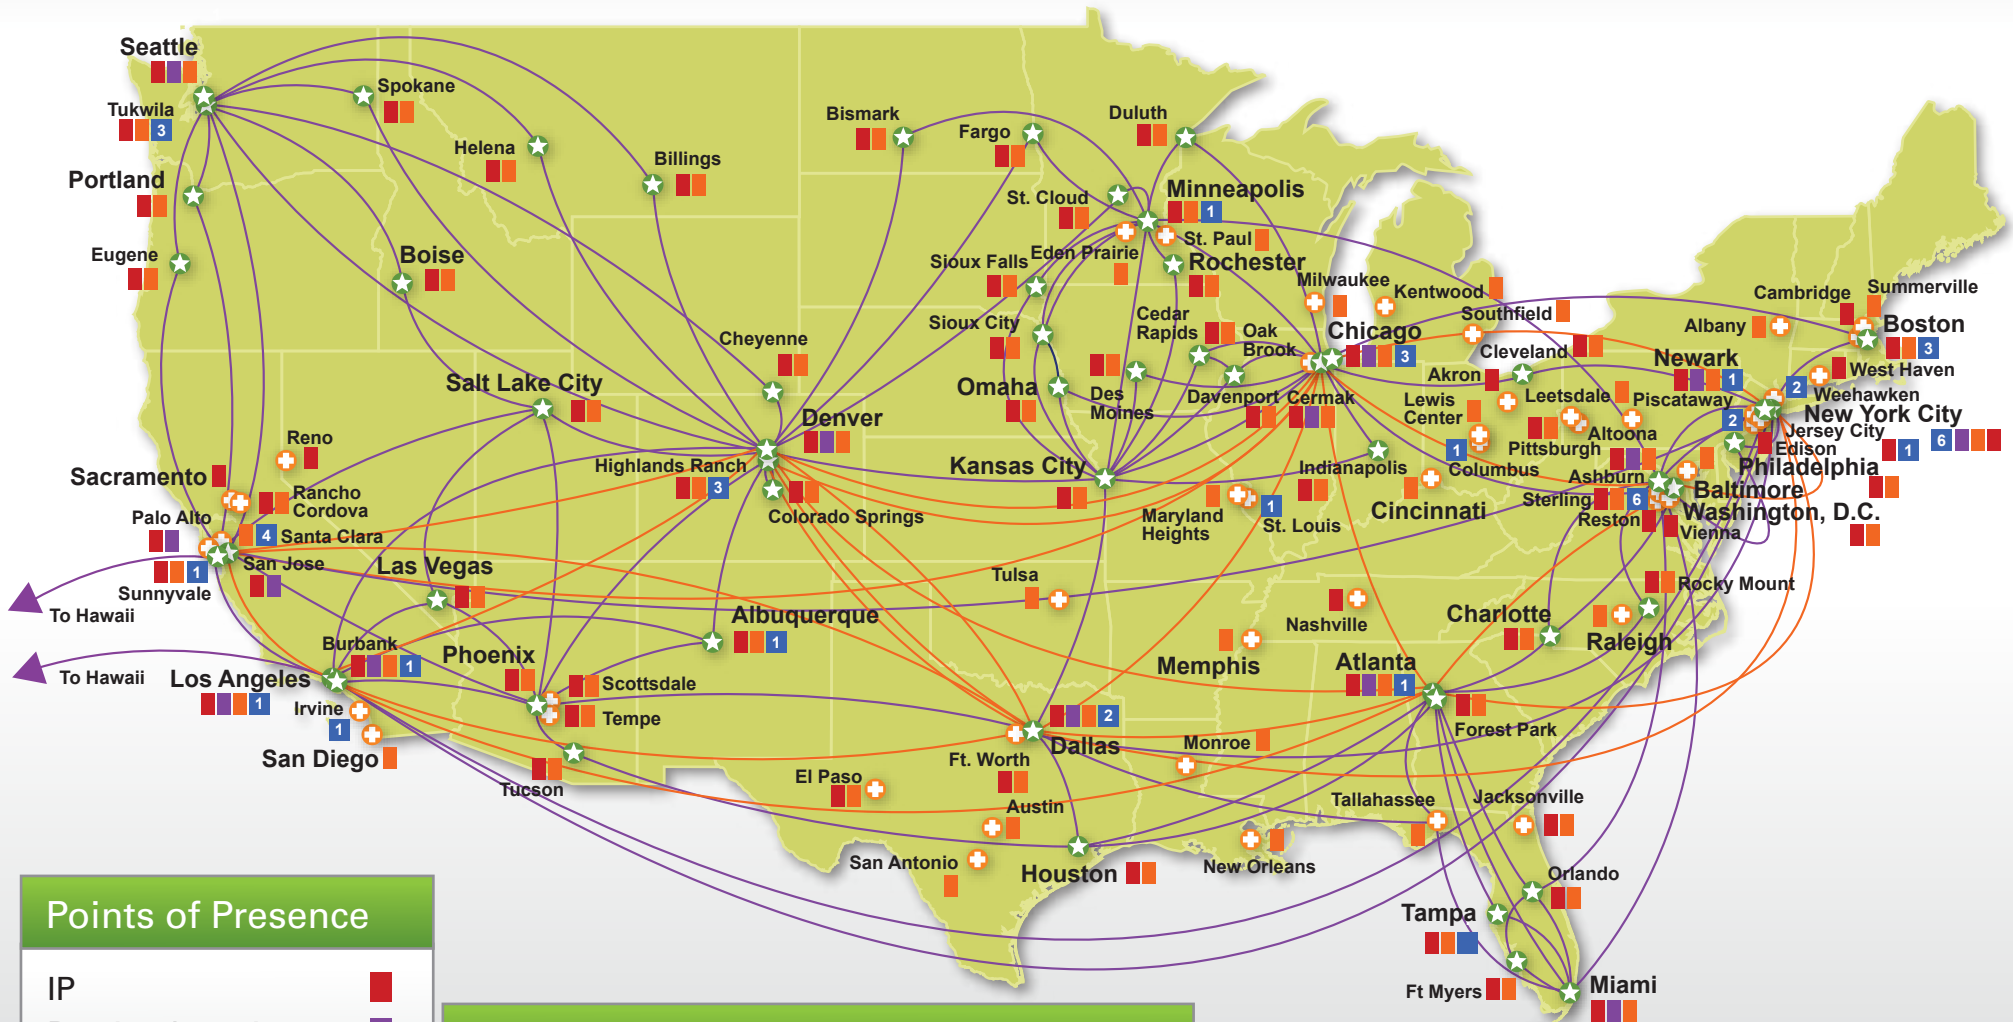 Seattle
Spokane
Tukwila
3
Bismark
Fargo
Duluth
Helena
Billings
Portland
St. Cloud
Minneapolis
1
Eugene
Boise
Sioux Falls
Eden Prairie
St. Paul
Rochester
Milwaukee
Kentwood
Southfield
Cambridge
Summerville
Albany
Boston
3
Sioux City
Cedar
Rapids
Oak
Brook
Chicago
3
Cheyenne
Cleveland
Newark
1
West Haven
Salt Lake City
Omaha
Des
Moines
Davenport
Cermak
Akron
Lewis
Center
Leetsdale
Piscataway
2
Weehawken
Denver
New York City
2
Jersey City
6
1
Edison
Reno
Highlands Ranch
3
Kansas City
Indianapolis
1
Columbus
Pittsburgh
Altoona
Philadelphia
Sacramento
Rancho
Cordova
Colorado Springs
Maryland
Heights
1
St. Louis
Cincinnati
Ashburn
Sterling
6
Baltimore
Reston
Washington, D.C.
Vienna
Palo Alto
4
Santa Clara
1
San Jose
Sunnyvale
To Hawaii
Las Vegas
Tulsa
Rocky Mount
Albuquerque
1
Nashville
Charlotte
Raleigh
Burbank
1
Phoenix
Memphis
Atlanta
1
To Hawaii
Los Angeles
1
Scottsdale
Irvine
1
Tempe
2
Dallas
Monroe
Forest Park
San Diego
Ft. Worth
Tucson
El Paso
Austin
Tallahassee
Jacksonville
San Antonio
Houston
New Orleans
Orlando
Tampa
Points of Presence
IP
Ft Myers
Miami